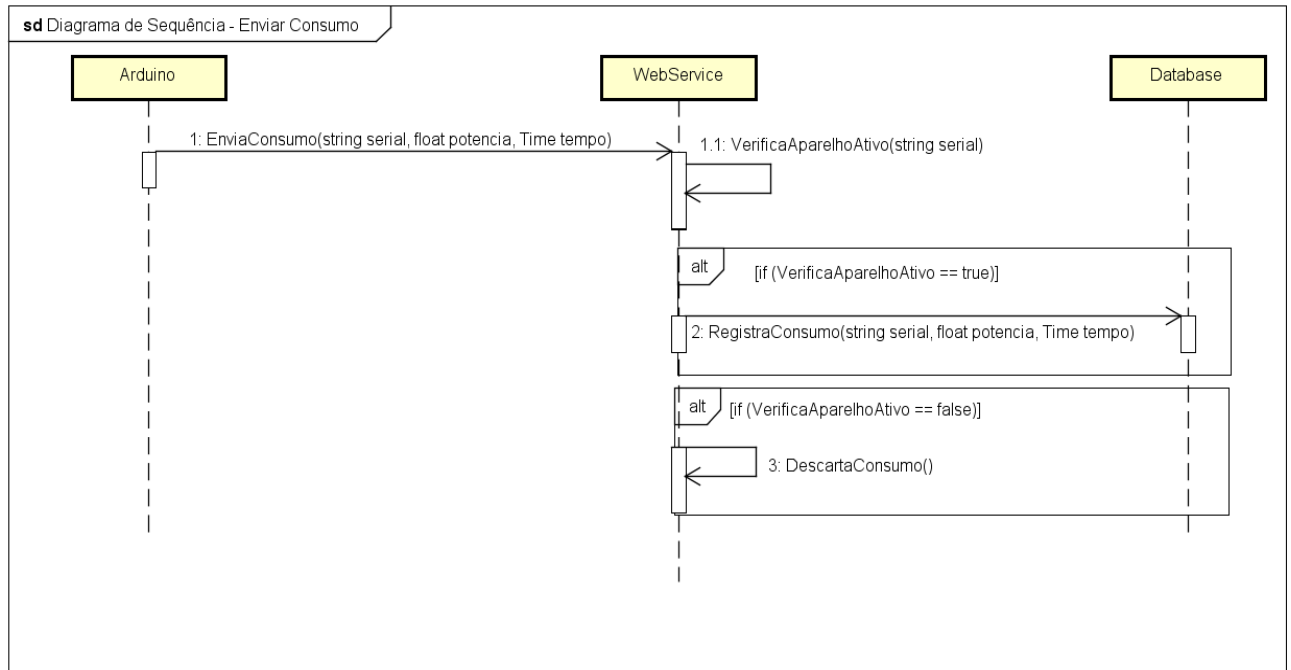 sd Diagrama de Sequência - Enviar Consumo
Arduino
WebService
Database
1: EnviaConsumo(string serial, float potencia, Time tempo)
1.1: VerificaAparelhoAtivo(string serial)
alt
[if (VerificaAparelhoAtivo == true)]
2: RegistraConsumo(string serial, float potencia, Time tempo)
alt
[if (VerificaAparelhoAtivo == false)]
3: DescartaConsumo()